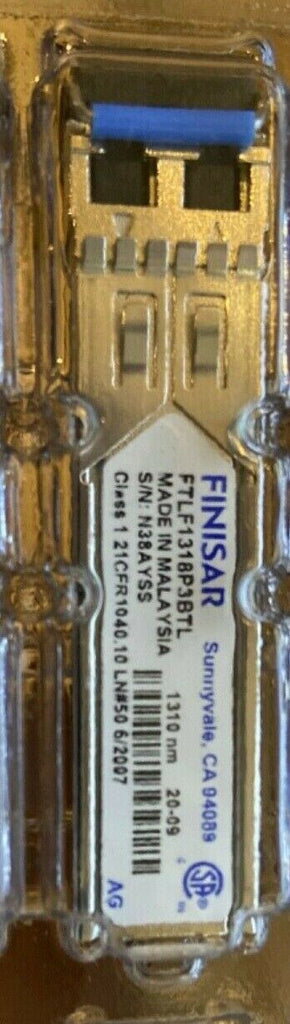 FINISAR Sunnyvale, CA 94089
FTLF1318P3BTL
MADE IN MALAYSIA 1310 nm 20-09
S/N: N38AYSS
Class 1 21CFR1040.10 LN#50 6/2007
SA®
AG